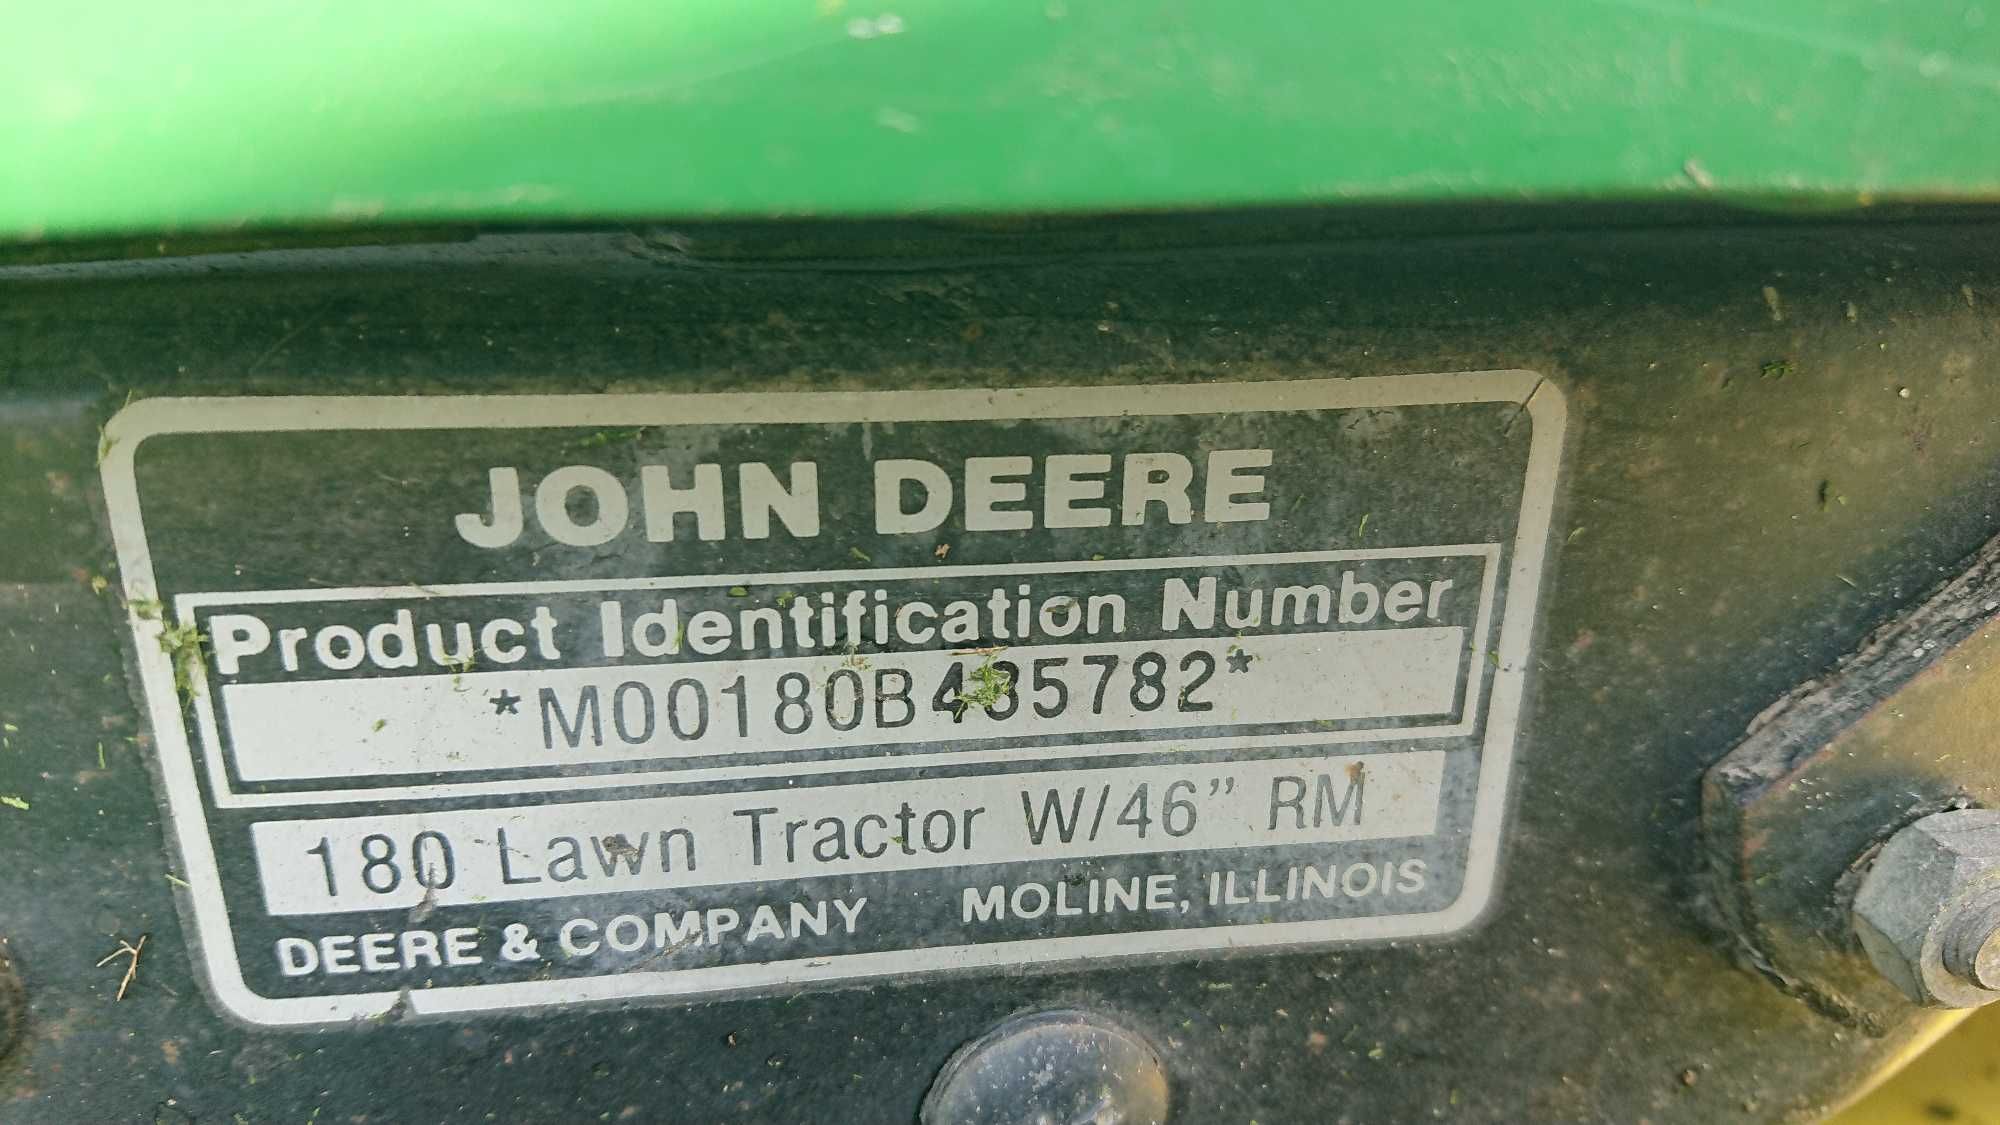 JOHN DEERE
Product Identification Number
*M00180B435782*
180 Lawn Tractor W/46” RM
DEERE & COMPANY MOLINE, ILLINOIS